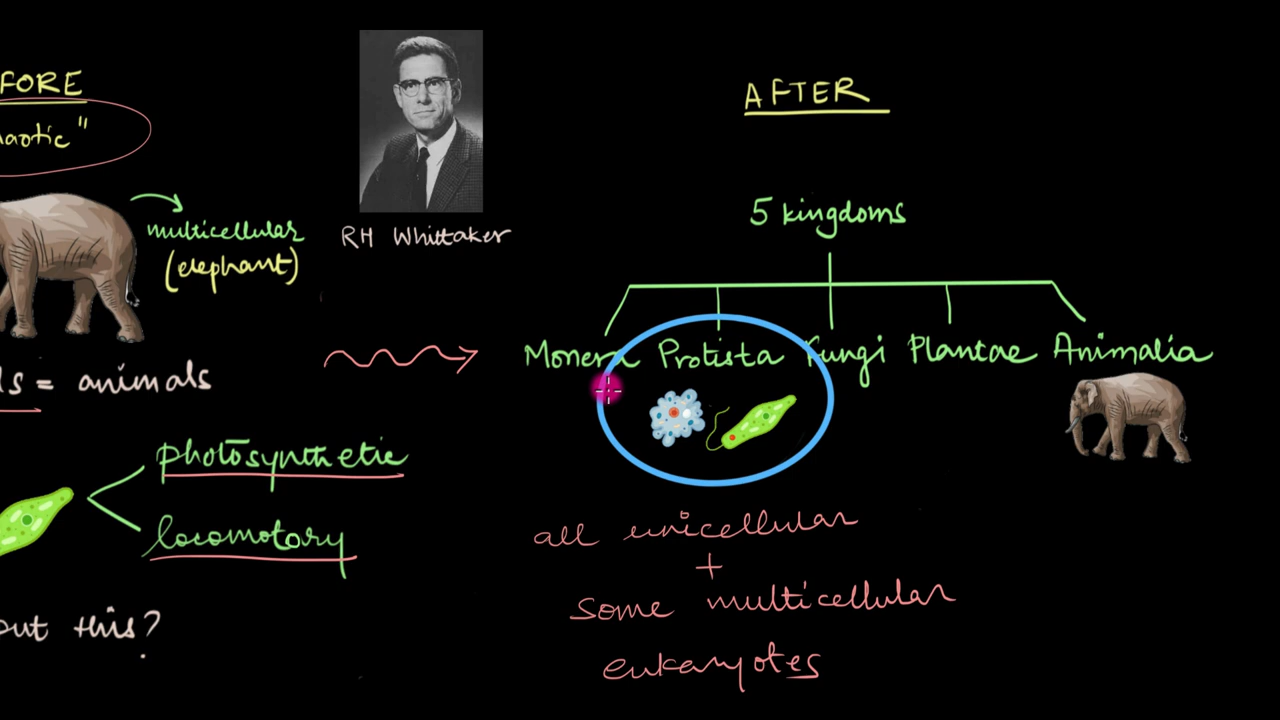 FORE
aotic"
multicellular
(elephant)
= animals
photosynthetic
locomotory
out this?
RH Whittaker
AFTER
5 kingdoms
Monera Protista Fungi Plantae Animalia
all unicellular
+
some multicellular
eukaryotes